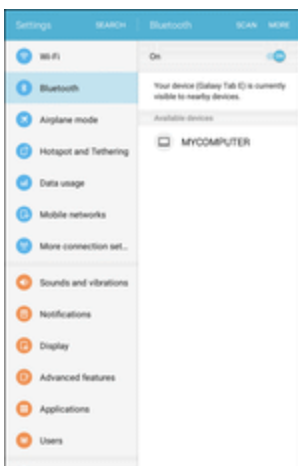 Settings
SEARCH
Bluetooth
SCAN
MORE
Wi-Fi
Bluetooth
Airplane mode
Hotspot and Tethering
Data usage
Mobile networks
More connection set...
Sounds and vibrations
Notifications
Display
Advanced features
Applications
Users
On
Your device (Galaxy Tab E) is currently
visible to nearby devices.
Available devices
MYCOMPUTER